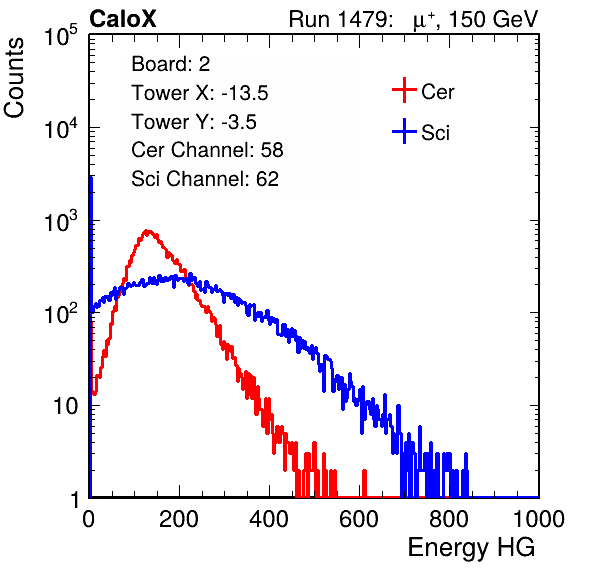 CaloX Run 1479: μ⁺, 150 GeV
Counts
10⁵
10⁴
10³
10²
10
1
Board: 2
Tower X: -13.5
Tower Y: -3.5
Cer Channel: 58
Sci Channel: 62
Cer
Sci
0 200 400 600 800 1000
Energy HG